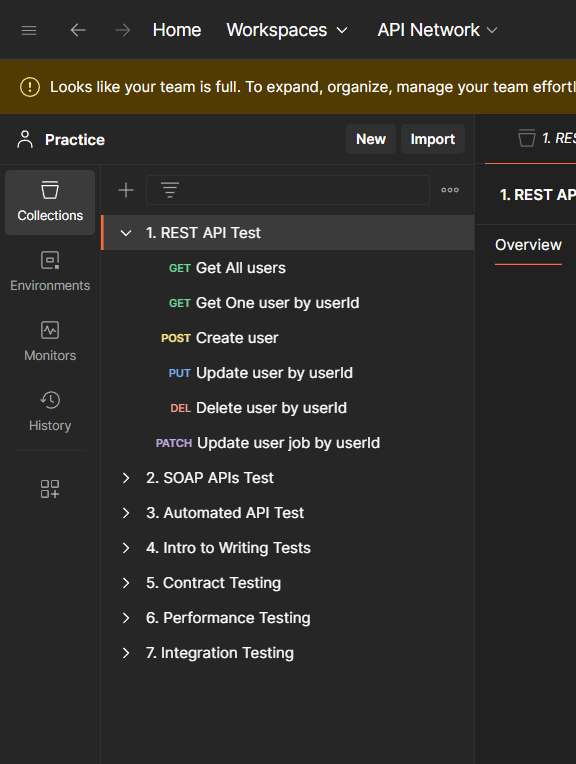 Home Workspaces API Network
Looks like your team is full. To expand, organize, manage your team effortl
Practice New Import
1. RES
Collections
1. REST AP
1. REST API Test
Overview
GET Get All users
Environments
GET Get One user by userId
POST Create user
Monitors
PUT Update user by userId
DEL Delete user by userId
History
PATCH Update user job by userId
2. SOAP APIs Test
3. Automated API Test
4. Intro to Writing Tests
5. Contract Testing
6. Performance Testing
7. Integration Testing